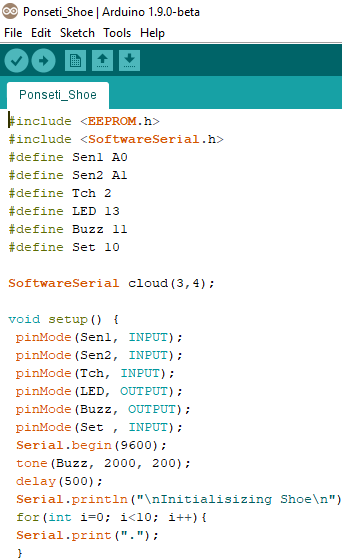 Ponseti_Shoe | Arduino 1.9.0-beta
File Edit Sketch Tools Help
Ponseti_Shoe
#include <EEPROM.h>
#include <SoftwareSerial.h>
#define Sen1 A0
#define Sen2 A1
#define Tch 2
#define LED 13
#define Buzz 11
#define Set 10
SoftwareSerial cloud(3,4);
void setup() {
pinMode(Sen1, INPUT);
pinMode(Sen2, INPUT);
pinMode(Tch, INPUT);
pinMode(LED, OUTPUT);
pinMode(Buzz, OUTPUT);
pinMode(Set , INPUT);
Serial.begin(9600);
tone(Buzz, 2000, 200);
delay(500);
Serial.println("\nInitialisizing Shoe\n")
for(int i=0; i<10; i++){
Serial.print(".");
}